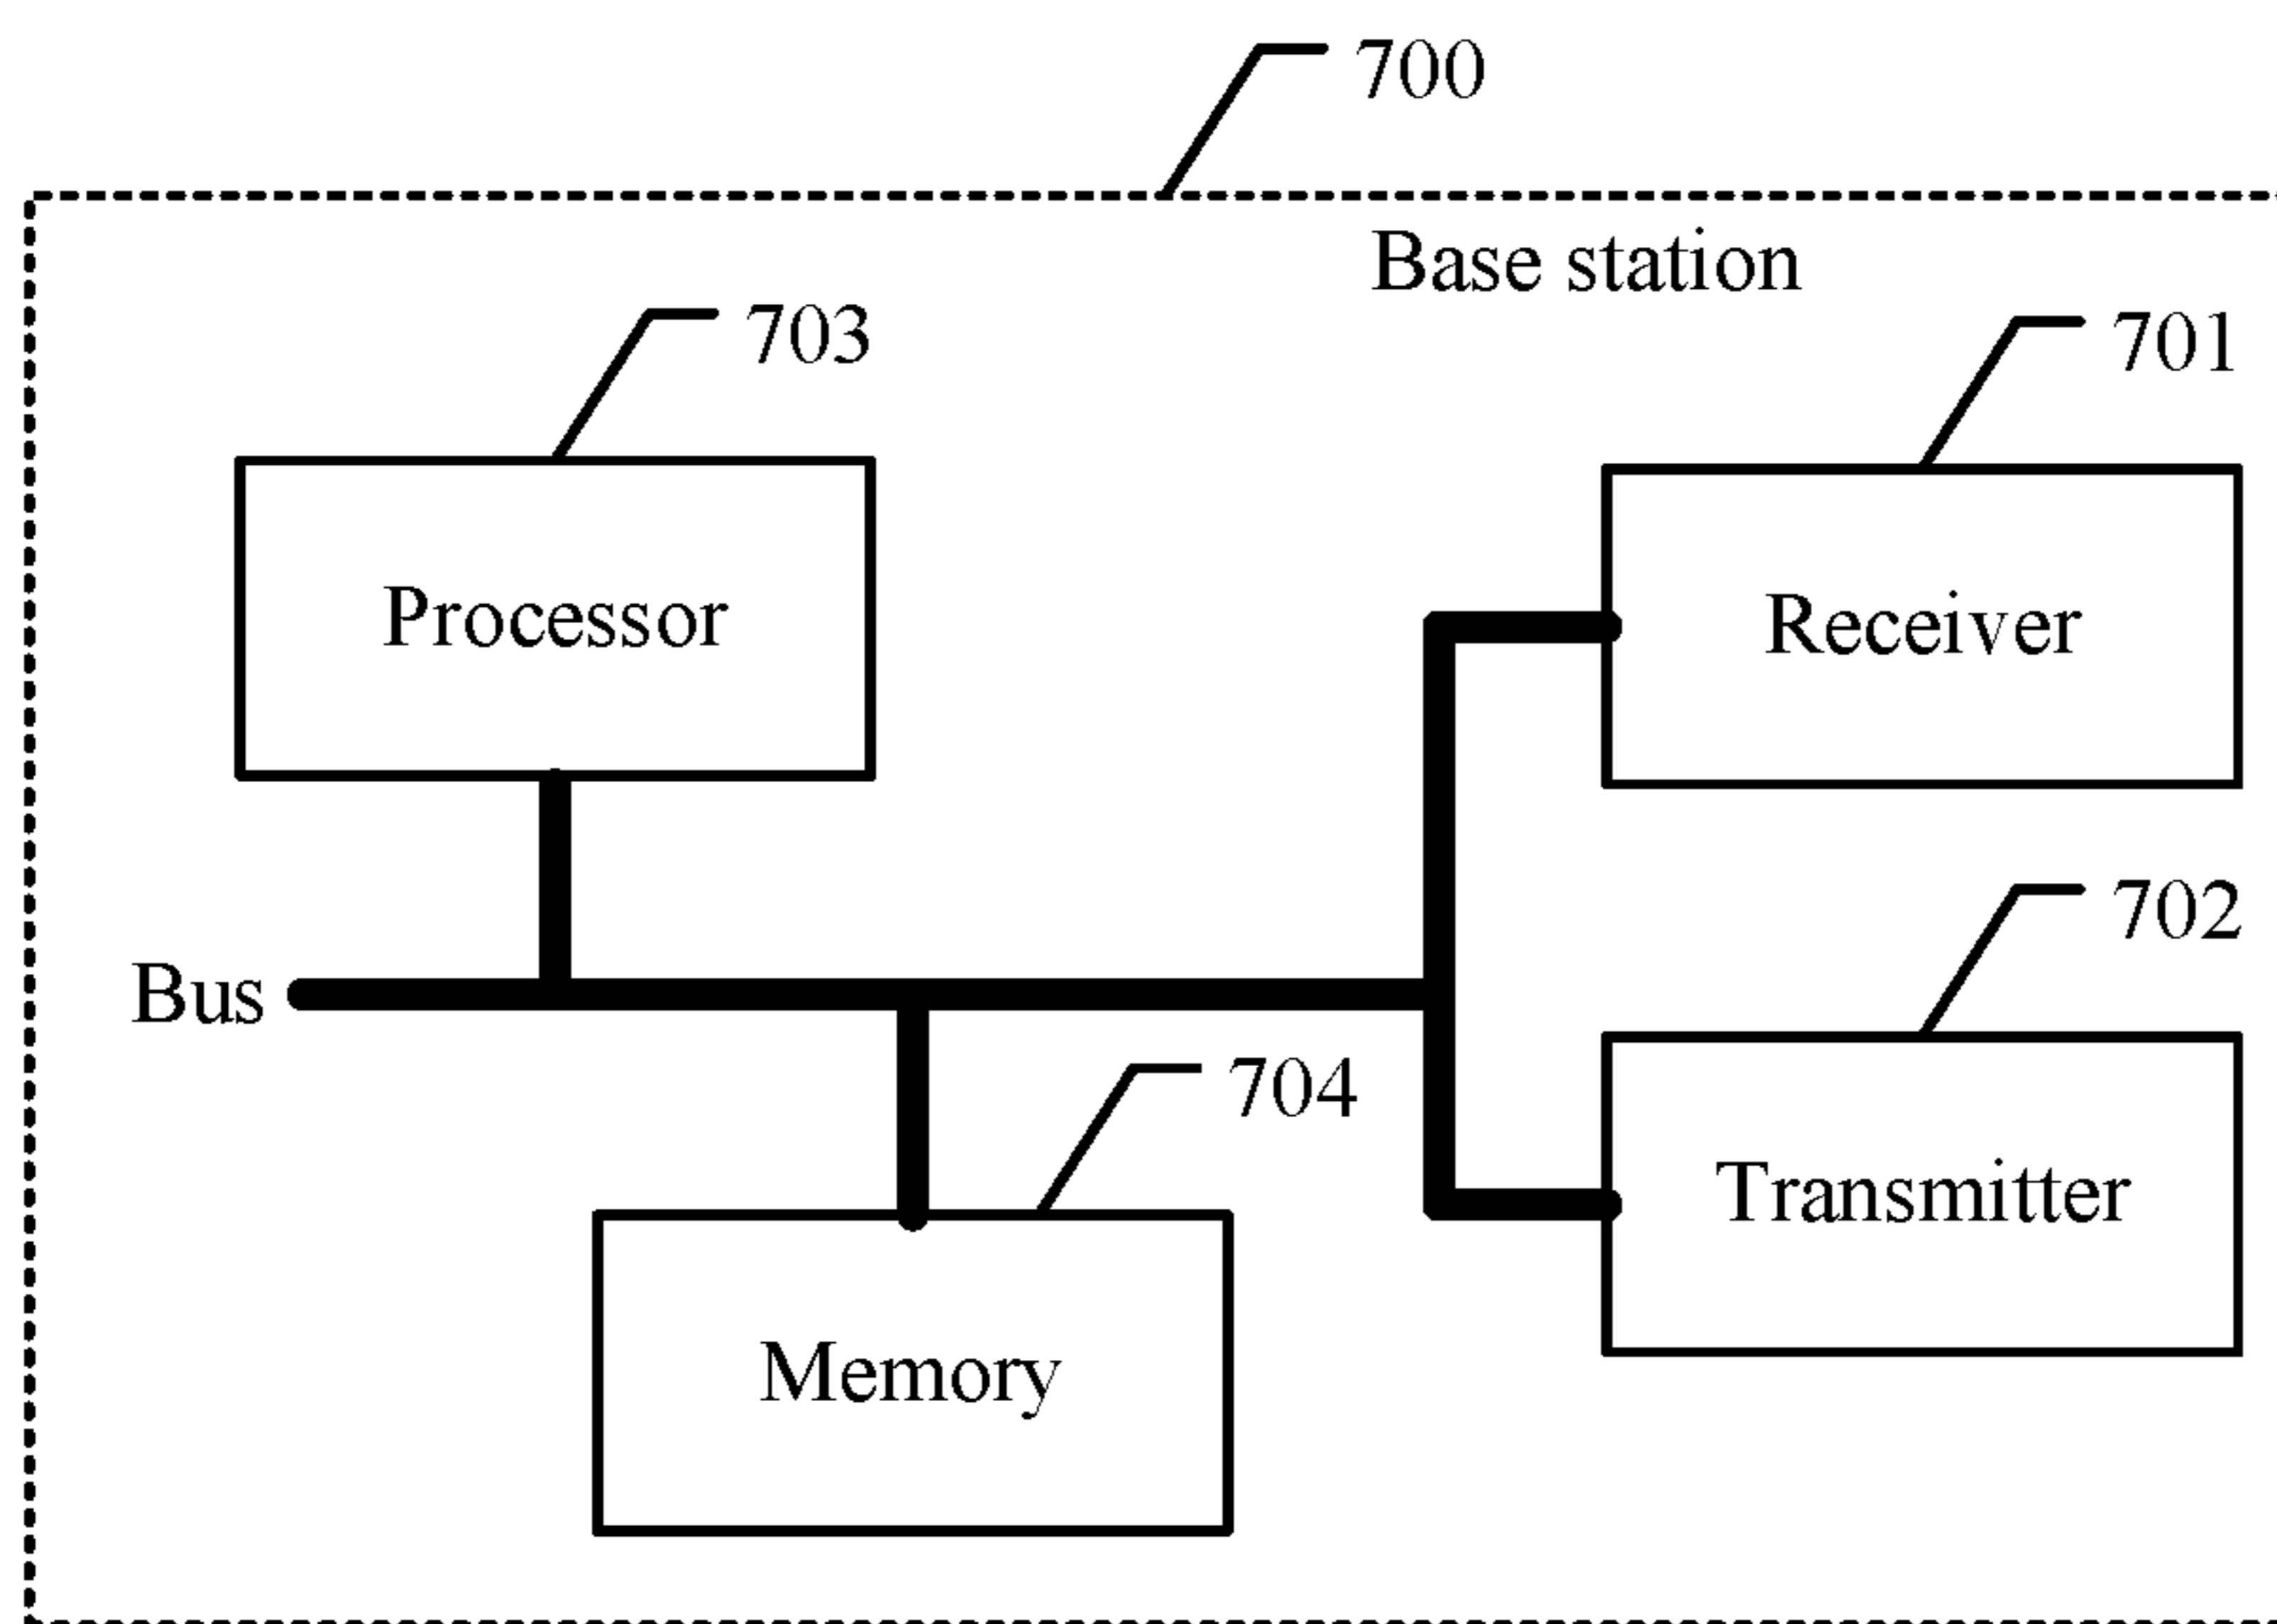 700
Base station
703
701
Processor
Receiver
702
Bus
704
Transmitter
Memory